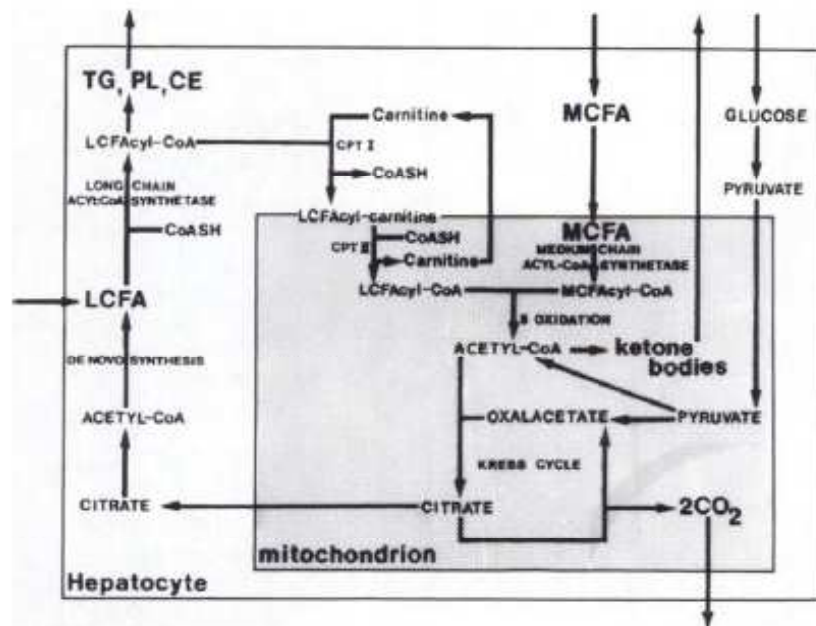 TG, PL, CE
Carnitine
MCFA
GLUCOSE
LCFAcyl-CoA
CPT I
CoASH
LONG CHAIN
ACYL-CoA SYNTHETASE
PYRUVATE
CoASH
LCFAcyl-carnitine
MCFA
CPT II
CoASH
MEDIUM CHAIN
Carnitine
ACYL-CoA SYNTHETASE
LCFA
LCFAcyl-CoA
MCFAcyl-CoA
β OXIDATION
DE NOVO SYNTHESIS
ACETYL-CoA
ketone
bodies
ACETYL-CoA
OXALACETATE
PYRUVATE
KREBB CYCLE
CITRATE
CITRATE
2CO₂
mitochondrion
Hepatocyte